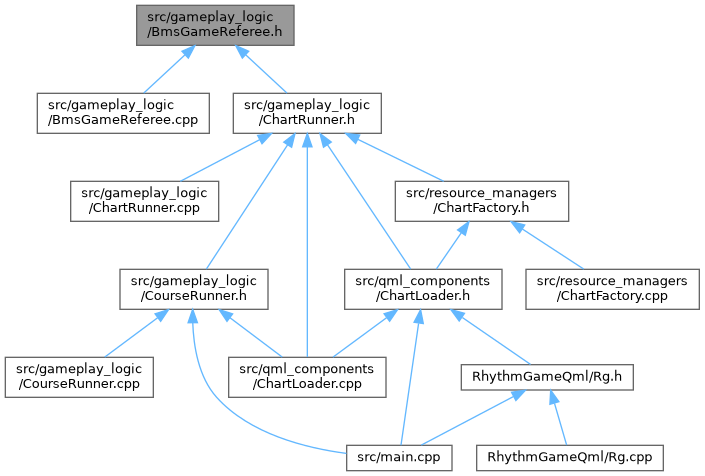 src/gameplay_logic
/BmsGameReferee.h
src/gameplay_logic
/BmsGameReferee.cpp
src/gameplay_logic
/ChartRunner.h
src/gameplay_logic
/ChartRunner.cpp
src/resource_managers
/ChartFactory.h
src/gameplay_logic
/CourseRunner.h
src/qml_components
/ChartLoader.h
src/resource_managers
/ChartFactory.cpp
src/gameplay_logic
/CourseRunner.cpp
src/qml_components
/ChartLoader.cpp
RhythmGameQml/Rg.h
src/main.cpp
RhythmGameQml/Rg.cpp